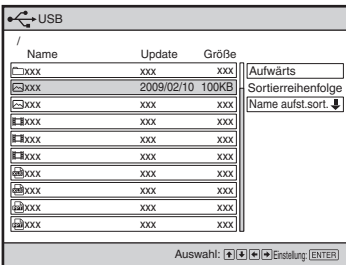 USB
/
Name Update Größe
xxx xxx xxx
xxx 2009/02/10 100KB
xxx xxx xxx
xxx xxx xxx
xxx xxx xxx
xxx xxx xxx
xxx xxx xxx
xxx xxx xxx
xxx xxx xxx
xxx xxx xxx
Aufwärts
Sortierreihenfolge
Name aufst.sort.
Auswahl: Einstellung: ENTER